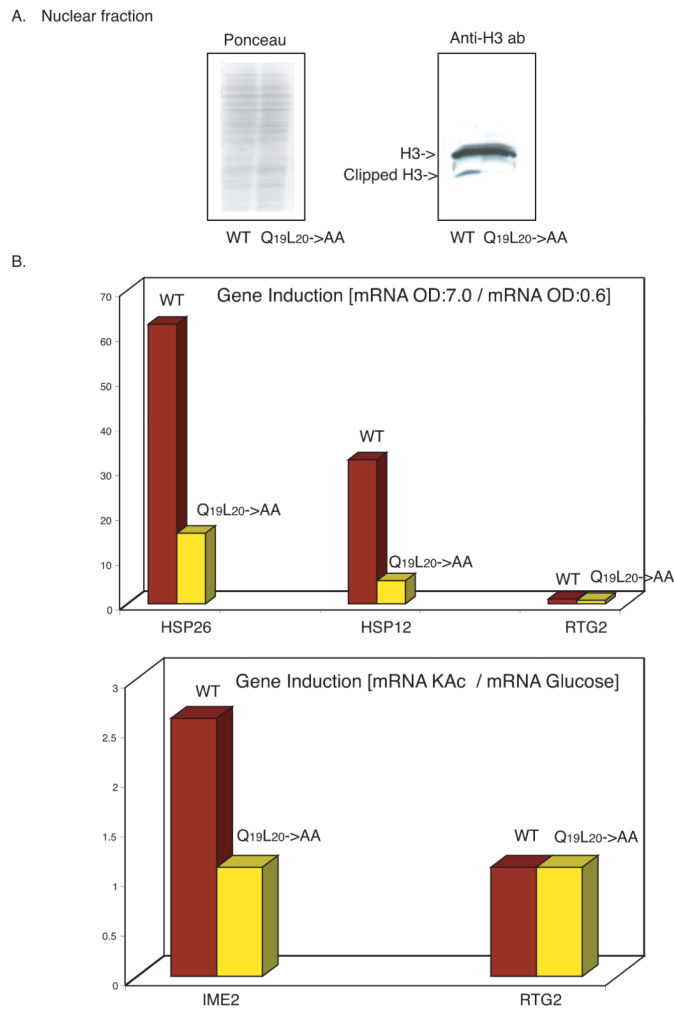 A. Nuclear fraction
Ponceau
Anti-H3 ab
H3->
Clipped H3->
WT Q19L20->AA
WT Q19L20->AA
B.
Gene Induction [mRNA OD:7.0 / mRNA OD:0.6]
70
60
50
40
30
20
10
0
WT
Q19L20->AA
WT
Q19L20->AA
WT Q19L20->AA
HSP26 HSP12 RTG2
Gene Induction [mRNA KAc / mRNA Glucose]
3
2.5
2
1.5
1
0.5
0
WT
Q19L20->AA
WT Q19L20->AA
IME2 RTG2